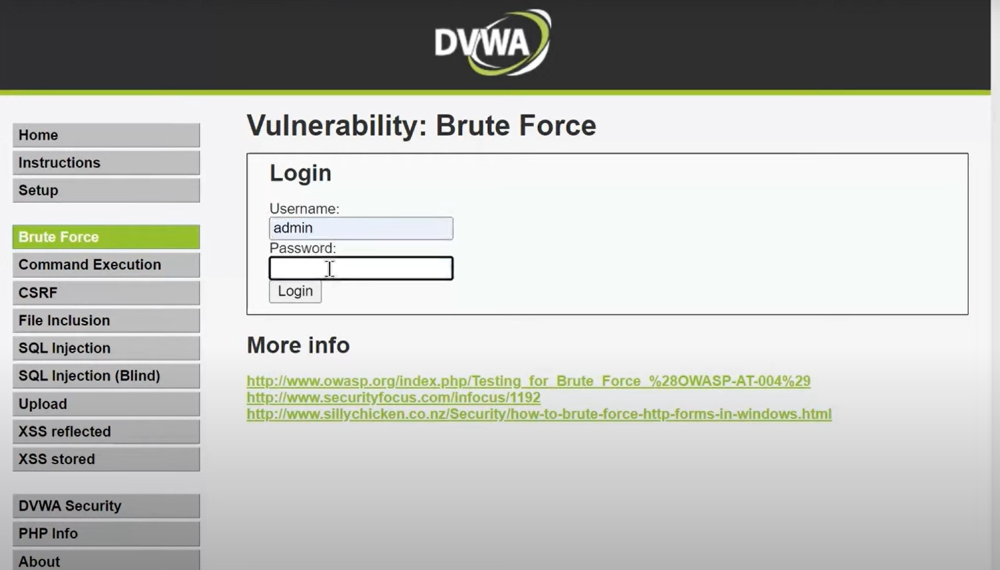 DVWA
Home
Instructions
Setup
Brute Force
Command Execution
CSRF
File Inclusion
SQL Injection
SQL Injection (Blind)
Upload
XSS reflected
XSS stored
DVWA Security
PHP Info
About
Vulnerability: Brute Force
Login
Username:
admin
Password:
Login
More info
http://www.owasp.org/index.php/Testing_for_Brute_Force_%28OWASP-AT-004%29
http://www.securityfocus.com/infocus/1192
http://www.sillychicken.co.nz/Security/how-to-brute-force-http-forms-in-windows.html